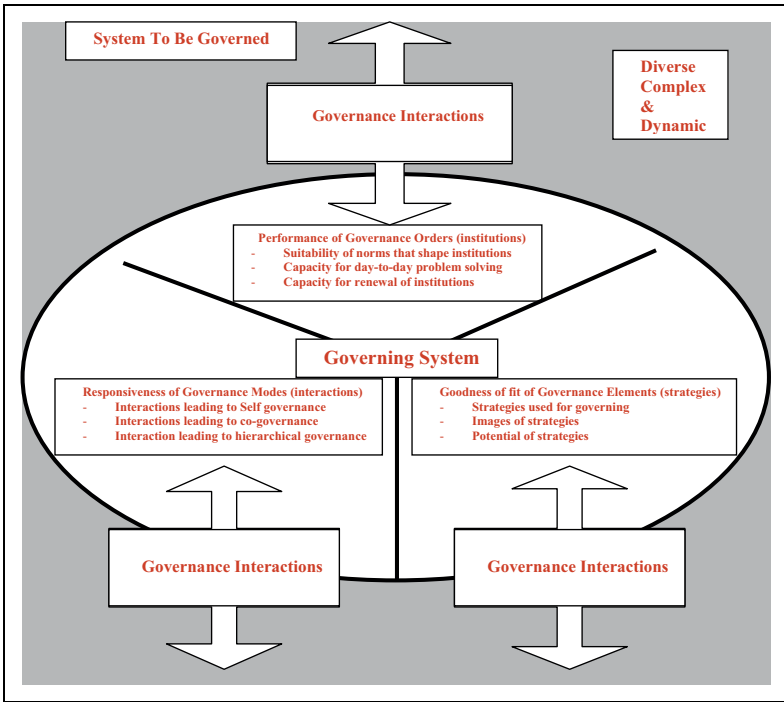 System To Be Governed
Diverse
Complex
&
Dynamic
Governance Interactions
Performance of Governance Orders (institutions)
- Suitability of norms that shape institutions
- Capacity for day-to-day problem solving
- Capacity for renewal of institutions
Governing System
Responsiveness of Governance Modes (interactions)
- Interactions leading to Self governance
- Interactions leading to co-governance
- Interaction leading to hierarchical governance
Goodness of fit of Governance Elements (strategies)
- Strategies used for governing
- Images of strategies
- Potential of strategies
Governance Interactions
Governance Interactions